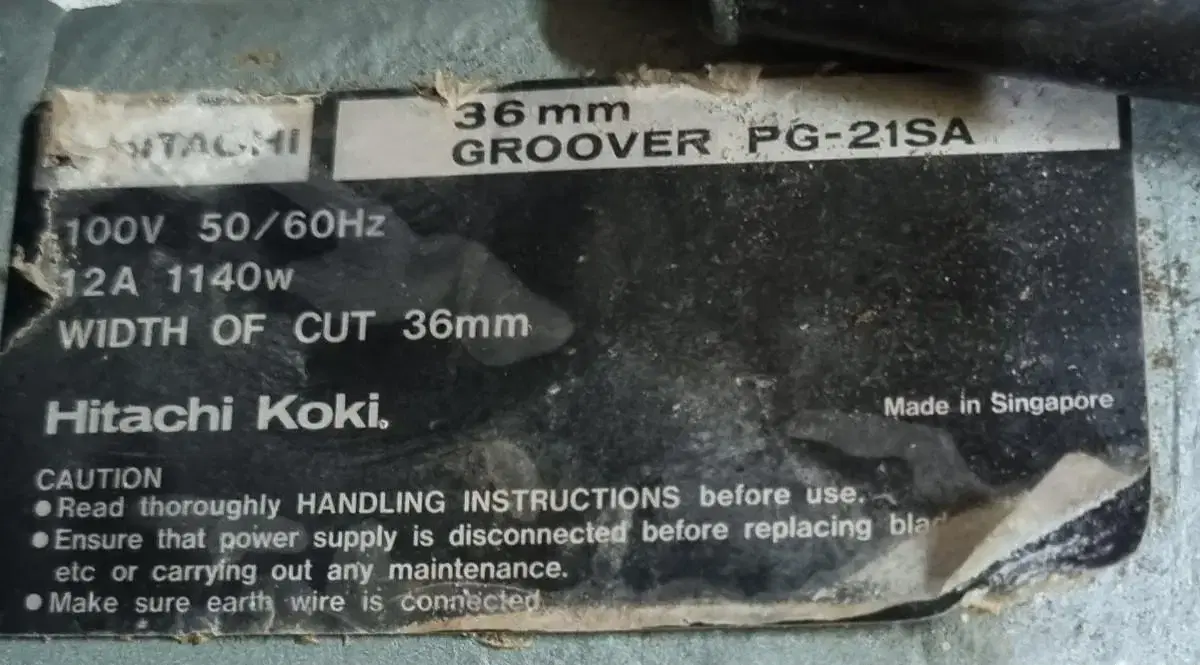 HITACHI
36mm
GROOVER PG-21SA
100V 50/60Hz
12A 1140w
WIDTH OF CUT 36mm
Hitachi Koki
Made in Singapore
CAUTION
● Read thoroughly HANDLING INSTRUCTIONS before use.
● Ensure that power supply is disconnected before replacing
etc or carrying out any maintenance.
● Make sure earth wire is connected